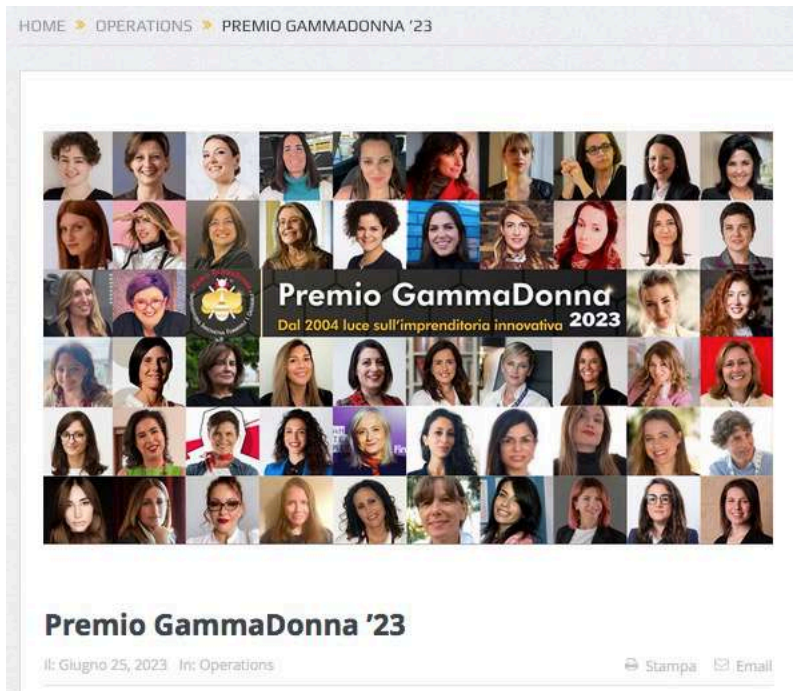 HOME » OPERATIONS » PREMIO GAMMADONNA '23
Premio GammaDonna
Dal 2004 luce sull'imprenditoria innovativa 2023
Premio GammaDonna '23
Il: Giugno 25, 2023 In: Operations
Stampa Email